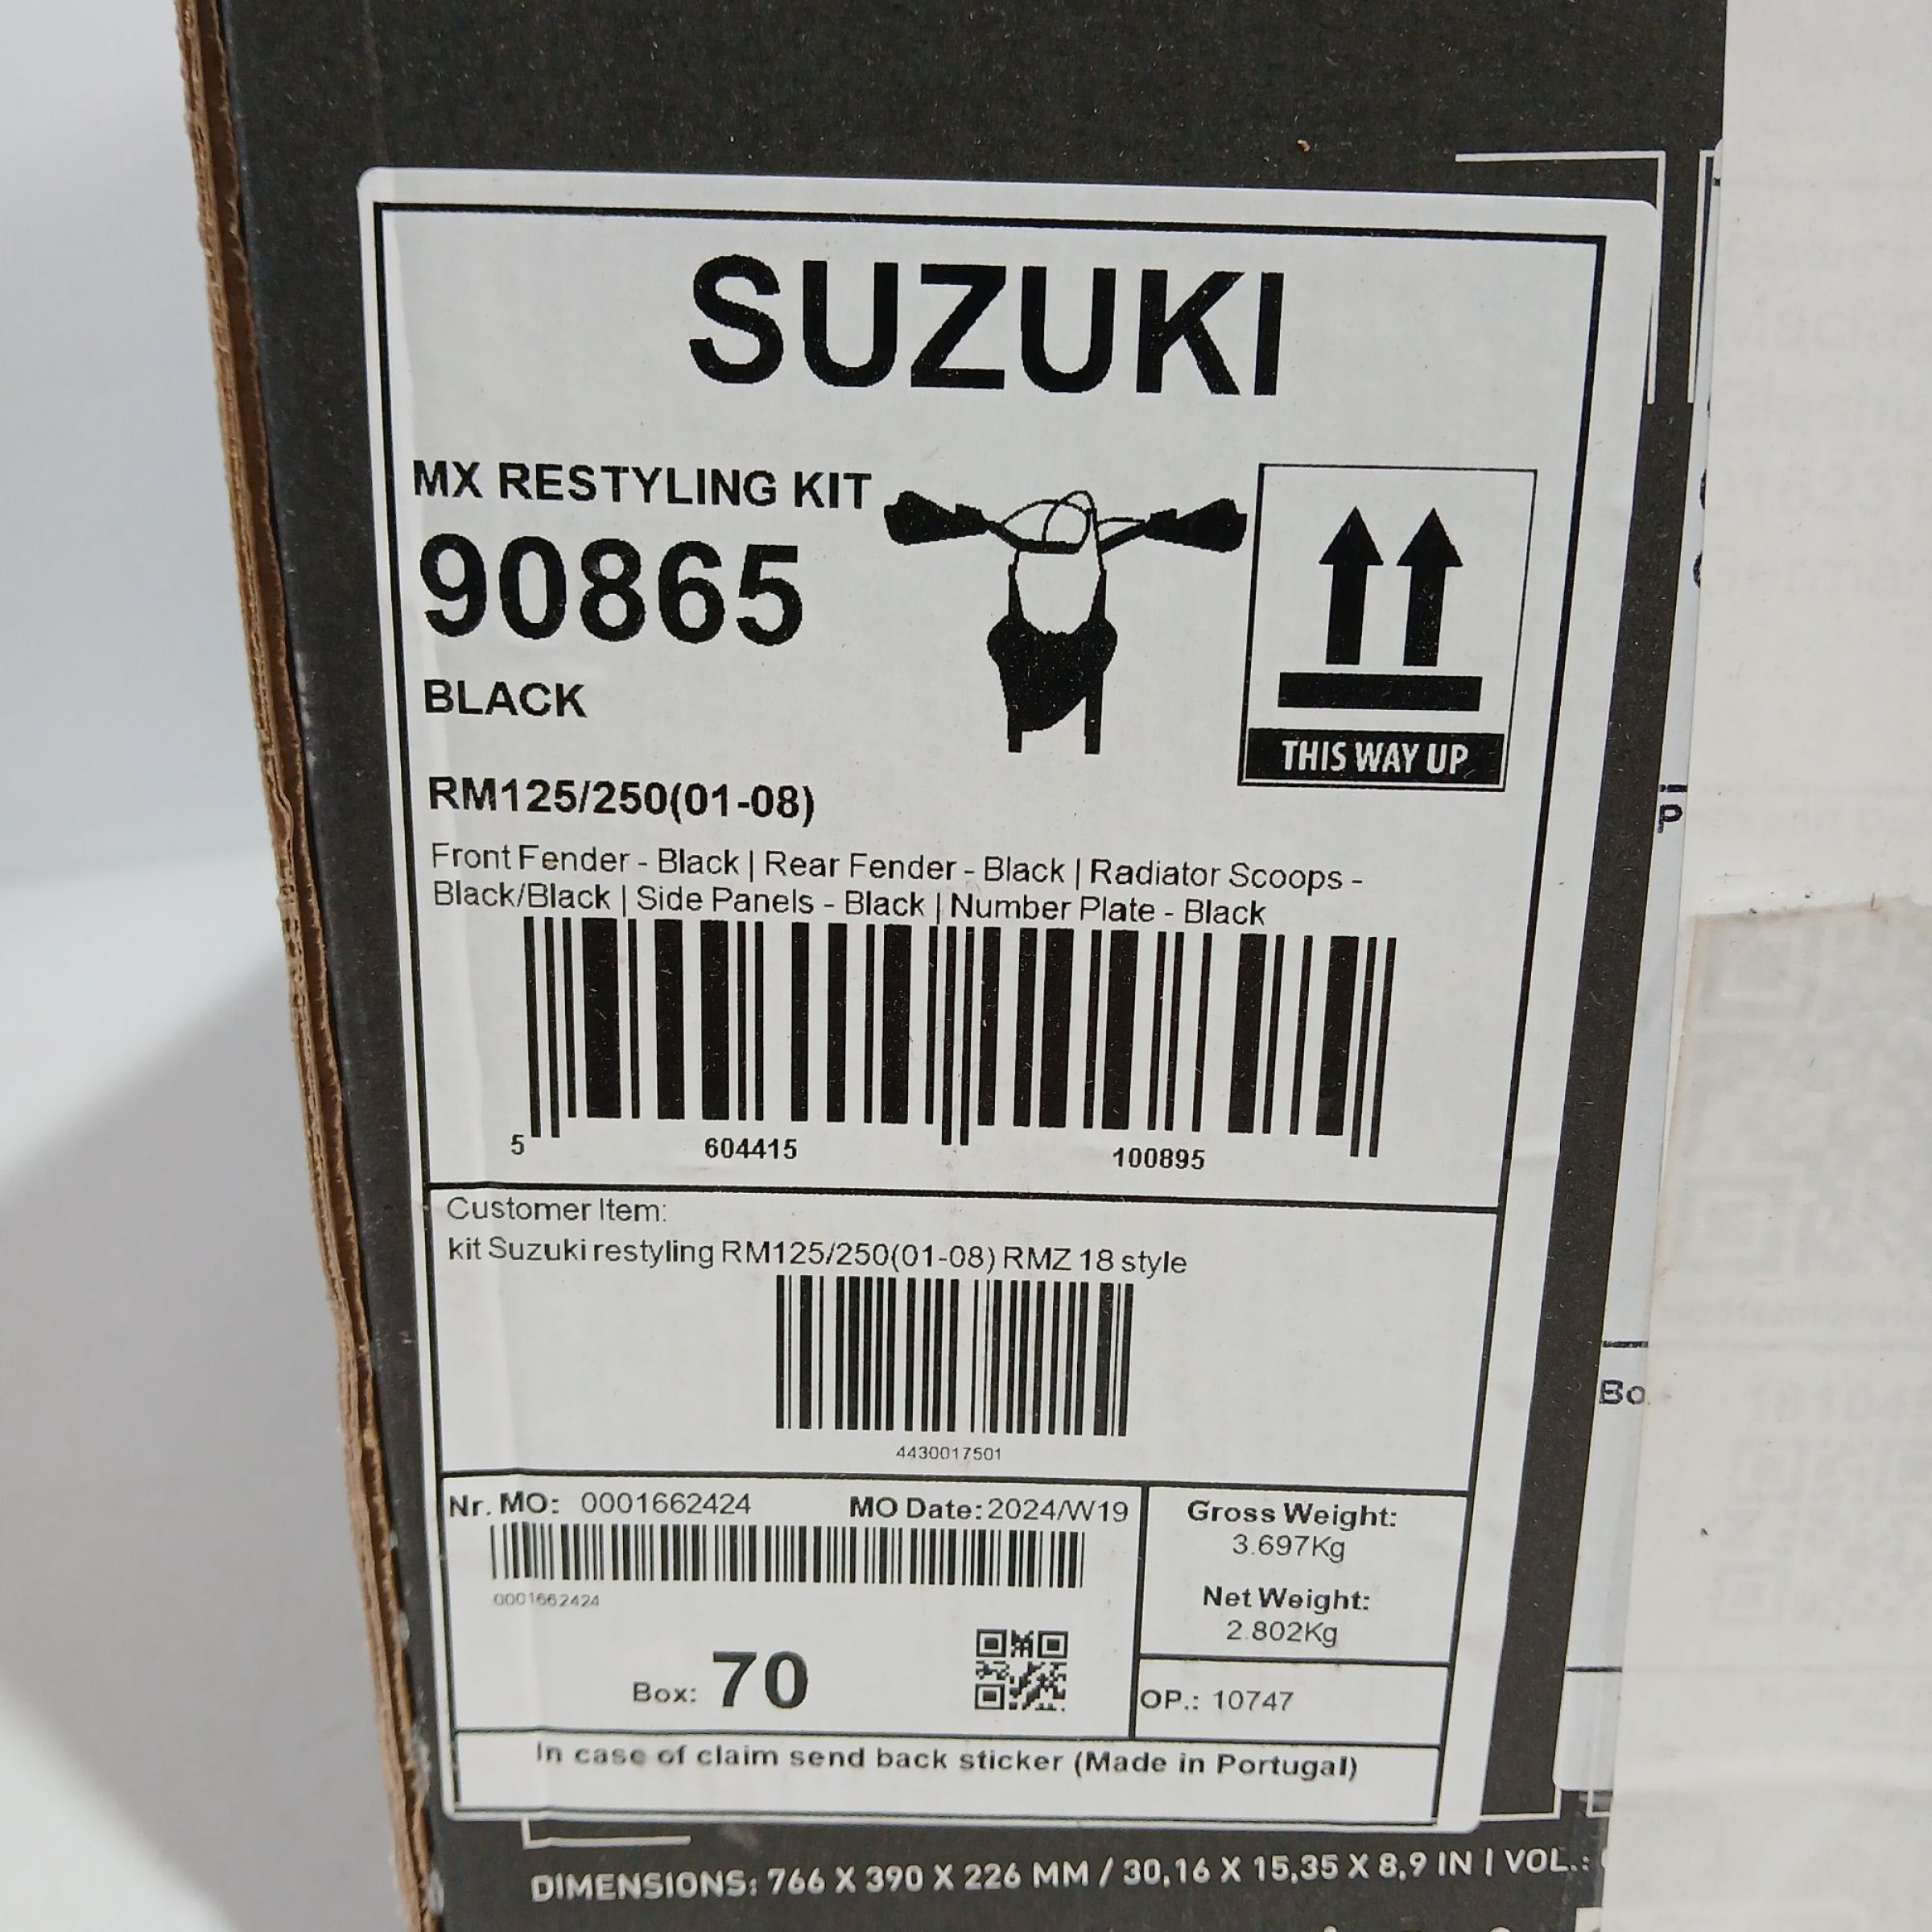 SUZUKI
MX RESTYLING KIT
90865
BLACK
THIS WAY UP
RM125/250(01-08)
Front Fender - Black | Rear Fender - Black | Radiator Scoops -
Black/Black | Side Panels - Black | Number Plate - Black
5 604415 100895
Customer Item:
kit Suzuki restyling RM125/250(01-08) RMZ 18 style
4430017501
Nr. MO: 0001662424 MO Date: 2024/W19
0001662424
Gross Weight:
3.697Kg
Net Weight:
2.802Kg
Box: 70
OP.: 10747
In case of claim send back sticker (Made in Portugal)
DIMENSIONS: 766 X 390 X 226 MM / 30,16 X 15,35 X 8,9 IN | VOL.:
P
Bo